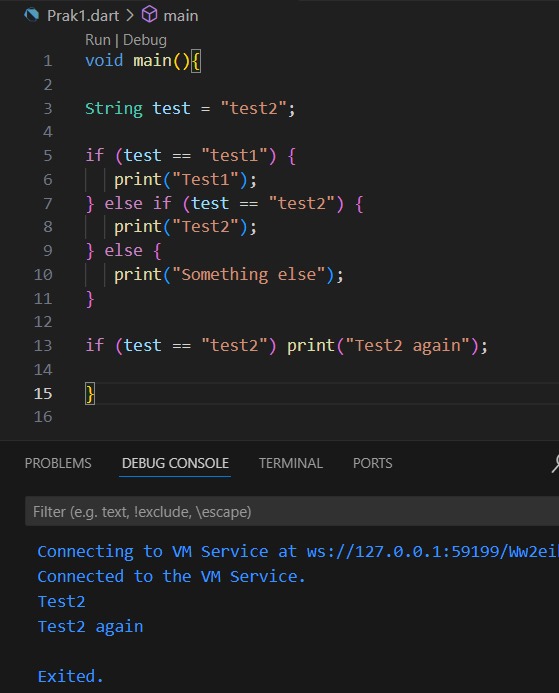 Prak1.dart > main
Run | Debug
1 void main(){
2
3 String test = "test2";
4
5 if (test == "test1") {
6 print("Test1");
7 } else if (test == "test2") {
8 print("Test2");
9 } else {
10 print("Something else");
11 }
12
13 if (test == "test2") print("Test2 again");
14
15 }
16
PROBLEMS DEBUG CONSOLE TERMINAL PORTS
Filter (e.g. text, !exclude, \escape)
Connecting to VM Service at ws://127.0.0.1:59199/Ww2ei
Connected to the VM Service.
Test2
Test2 again
Exited.